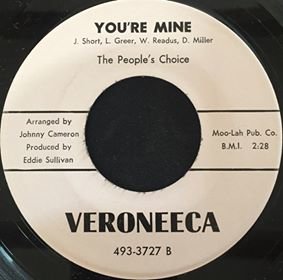 YOU'RE MINE
J. Short, L. Greer, W. Readus, D. Miller
The People's Choice
Arranged by
Johnny Cameron
Produced by
Eddie Sullivan
Moo-Lah Pub. Co.
B.M.I. 2:28
VERONEECA
493-3727 B